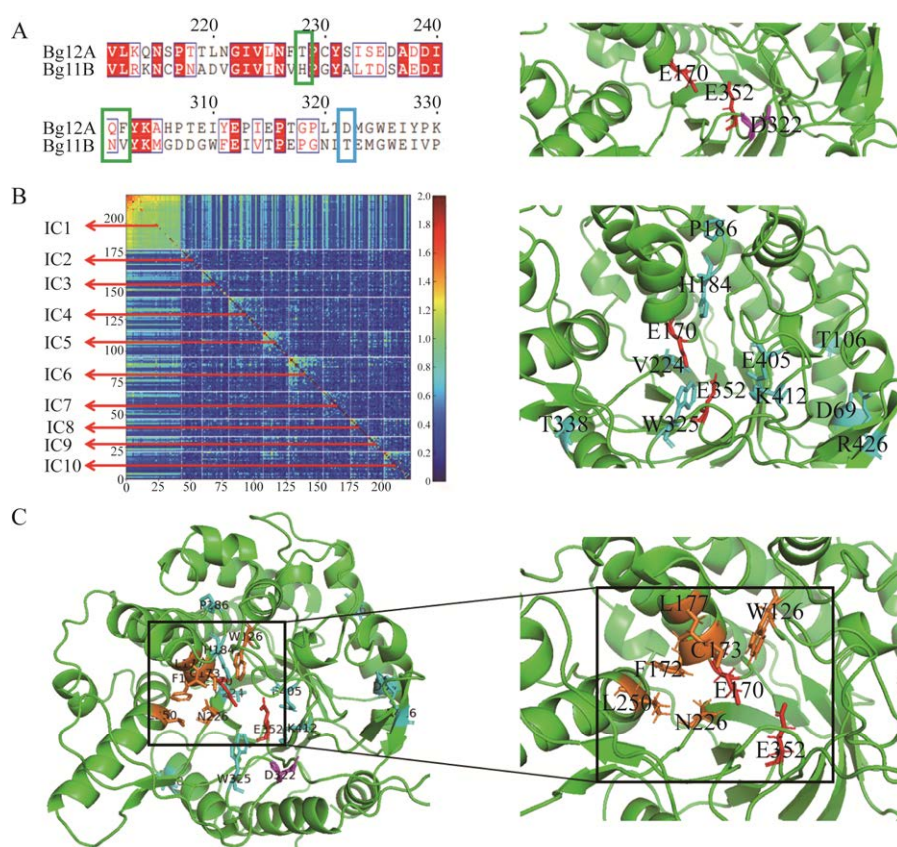 A
220 230 240
Bg12A VLKQNSPTTLNGIVLNFTPCYSISEDADDI
Bg11B VLRKNCPNADVGIVINVHPGYALTDSAEDI
310 320 330
Bg12A QFYKAHPTEIYEPIEPTGPLTDMGWEIYPK
Bg11B NVYKMGDDGWFEIVTPEPGNITEMGWEIVP
E170
E352
D322
B
IC1
IC2
IC3
IC4
IC5
IC6
IC7
IC8
IC9
IC10
200
175
150
125
100
75
50
25
0
0 25 50 75 100 125 150 175 200
2.0
1.8
1.6
1.4
1.2
1.0
0.8
0.6
0.4
0.2
0
P186
H184
E170
T106
V224
E405
E352
K412
W325
D69
T338
R426
C
P186
W126
H184
N226
E352
K412
W325
D322
L177
W126
C173
F172
E170
L250
N226
E352